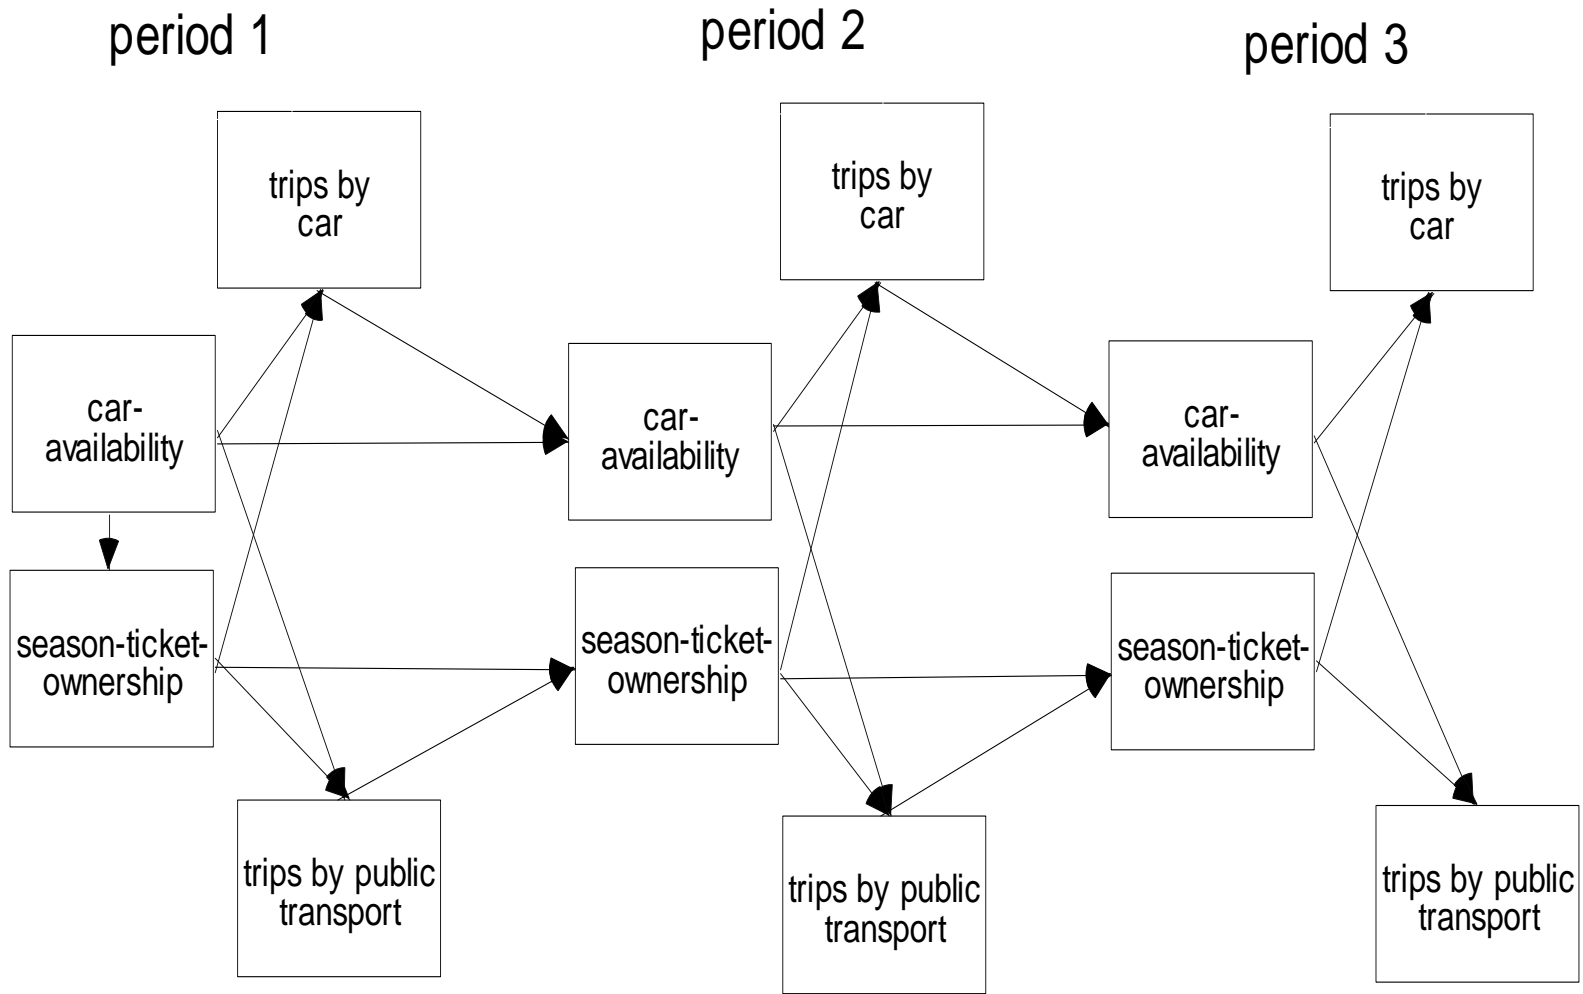 period 1
period 2
period 3
trips by
car
trips by
car
trips by
car
car-
availability
car-
availability
car-
availability
season-ticket-
ownership
season-ticket-
ownership
season-ticket-
ownership
trips by public
transport
trips by public
transport
trips by public
transport